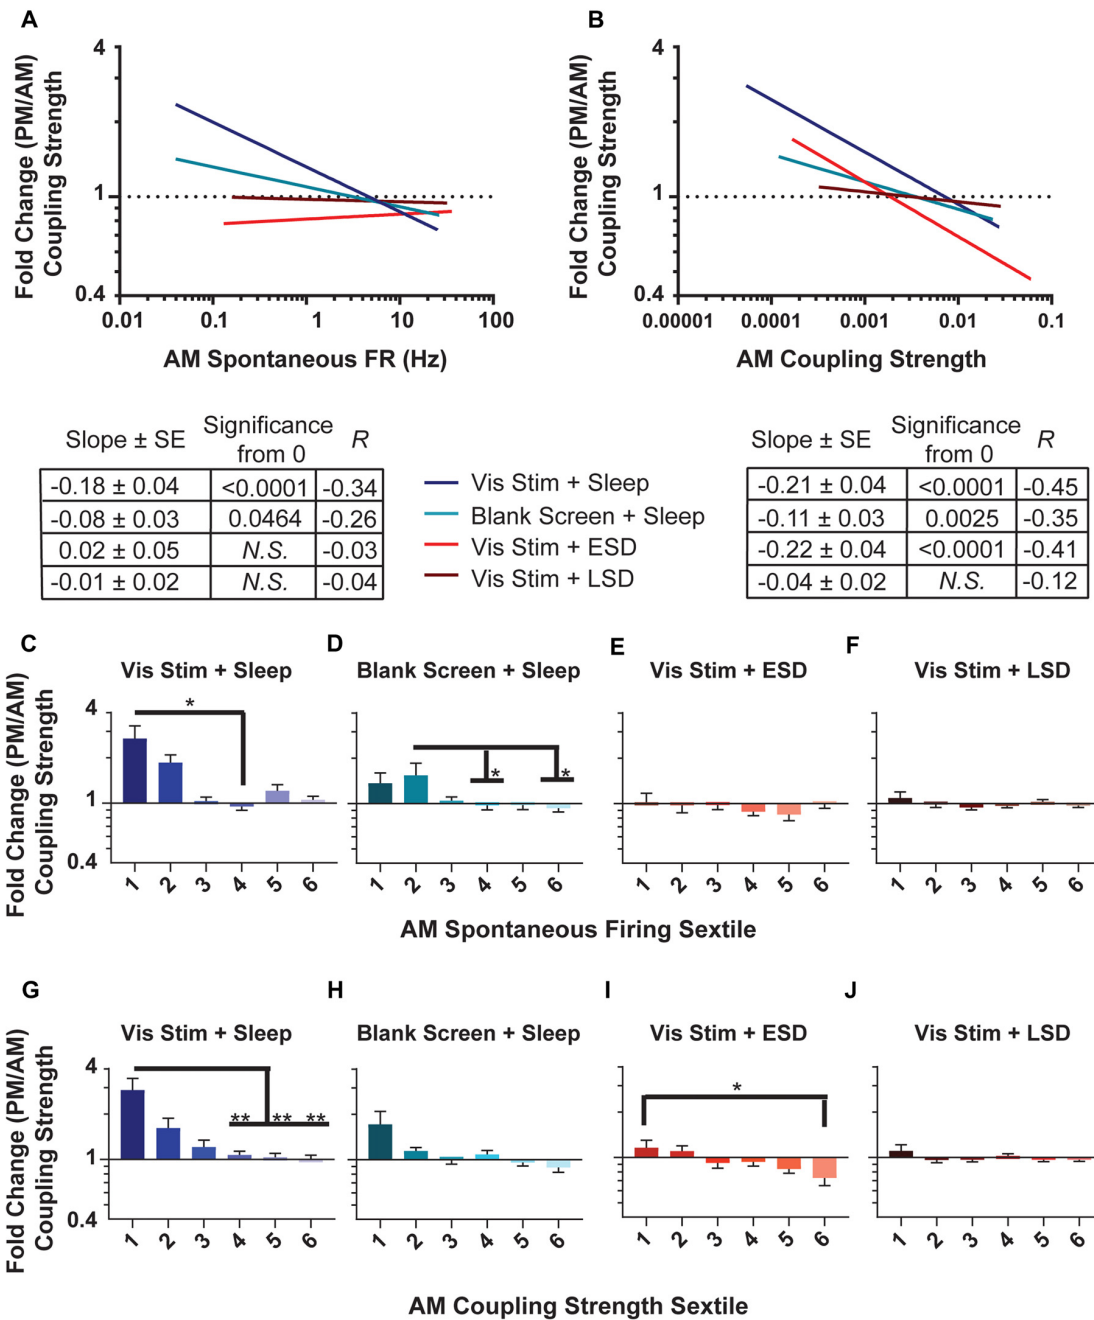 A
Fold Change (PM/AM)
Coupling Strength
4
1
0.4
0.01
0.1
1
10
100
AM Spontaneous FR (Hz)
B
Fold Change (PM/AM)
Coupling Strength
4
1
0.4
0.00001
0.0001
0.001
0.01
0.1
AM Coupling Strength
Slope ± SE
Significance
from 0
R
-0.18 ± 0.04 <0.0001 -0.34
-0.08 ± 0.03 0.0464 -0.26
0.02 ± 0.05 N.S. -0.03
-0.01 ± 0.02 N.S. -0.04
Vis Stim + Sleep
Blank Screen + Sleep
Vis Stim + ESD
Vis Stim + LSD
Slope ± SE
Significance
from 0
R
-0.21 ± 0.04 <0.0001 -0.45
-0.11 ± 0.03 0.0025 -0.35
-0.22 ± 0.04 <0.0001 -0.41
-0.04 ± 0.02 N.S. -0.12
C
Vis Stim + Sleep
Fold Change (PM/AM)
Coupling Strength
4
1
0.4
*
1 2 3 4 5 6
D
Blank Screen + Sleep
* *
1 2 3 4 5 6
E
Vis Stim + ESD
1 2 3 4 5 6
F
Vis Stim + LSD
1 2 3 4 5 6
AM Spontaneous Firing Sextile
G
Vis Stim + Sleep
Fold Change (PM/AM)
Coupling Strength
4
1
0.4
** ** **
1 2 3 4 5 6
H
Blank Screen + Sleep
1 2 3 4 5 6
I
Vis Stim + ESD
*
1 2 3 4 5 6
J
Vis Stim + LSD
1 2 3 4 5 6
AM Coupling Strength Sextile